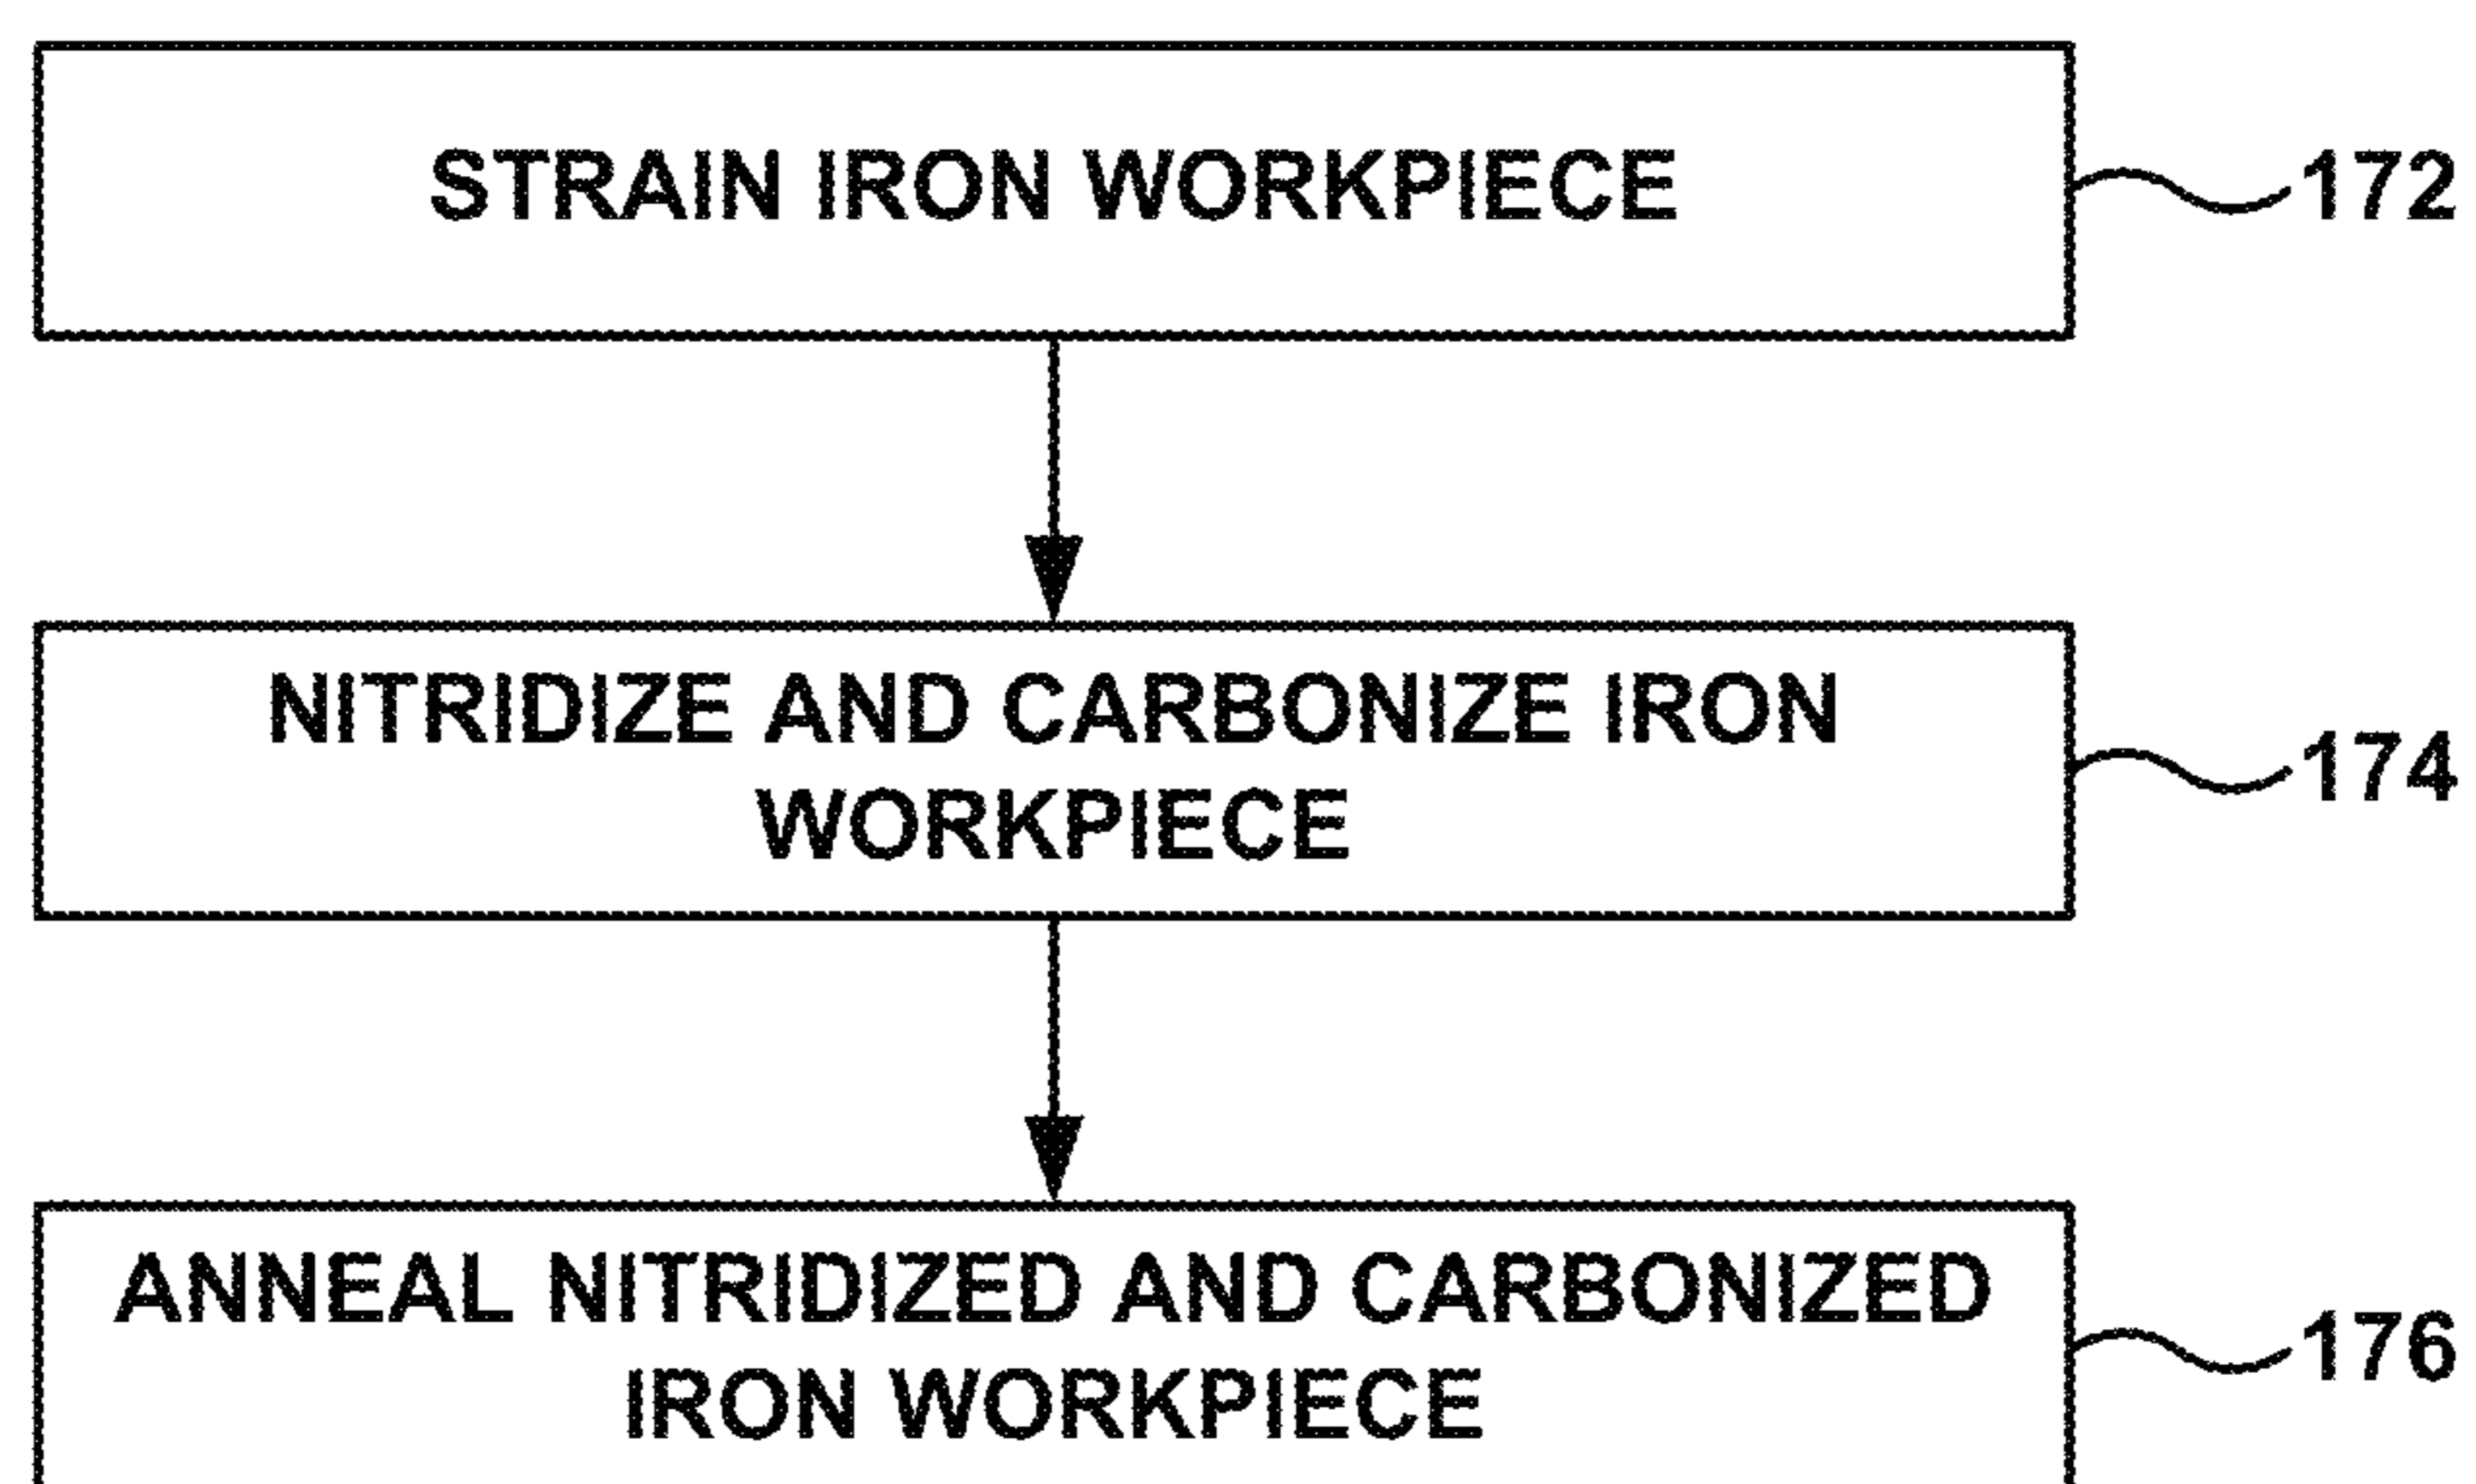 STRAIN IRON WORKPIECE
172
NITRIDIZE AND CARBONIZE IRON
WORKPIECE
174
ANNEAL NITRIDIZED AND CARBONIZED
IRON WORKPIECE
176